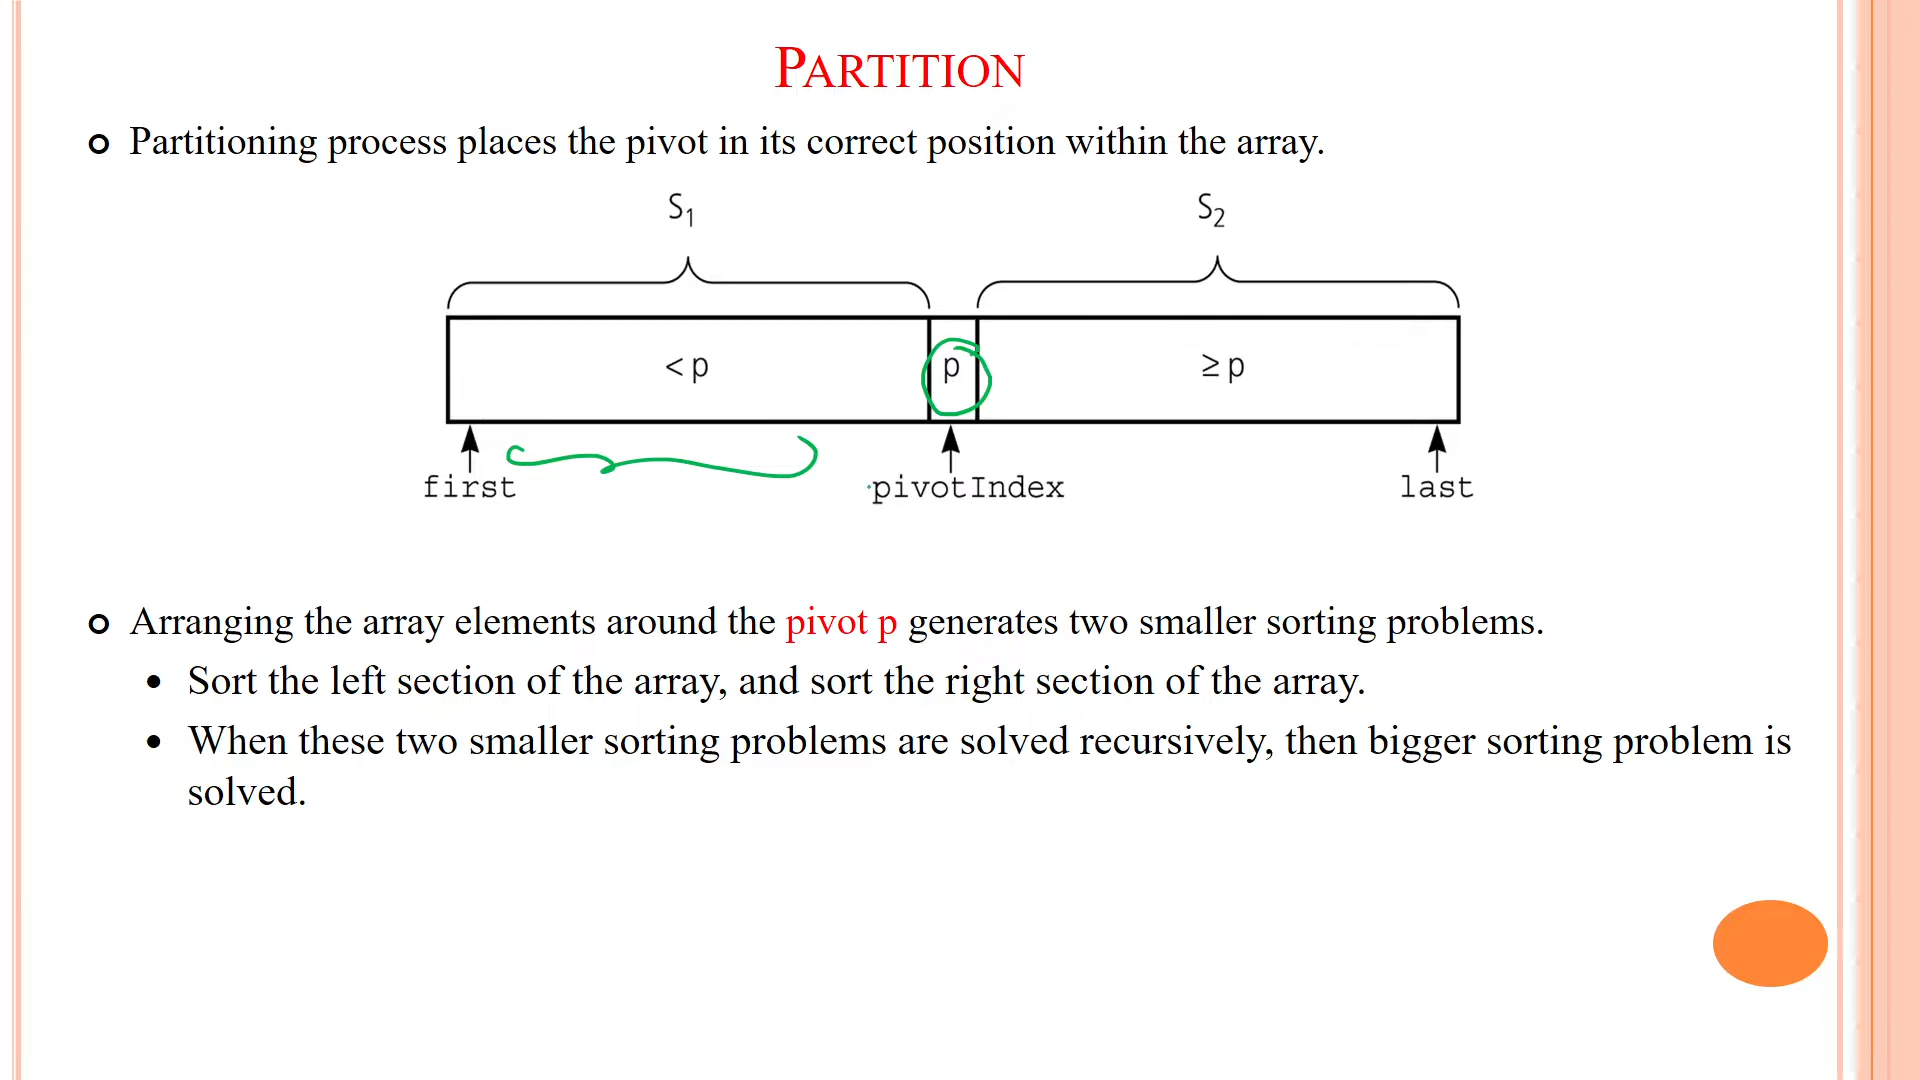 PARTITION
Partitioning process places the pivot in its correct position within the array.
S1 S2
< p p ≥ p
first pivotIndex last
Arranging the array elements around the pivot p generates two smaller sorting problems.
Sort the left section of the array, and sort the right section of the array.
When these two smaller sorting problems are solved recursively, then bigger sorting problem is
solved.